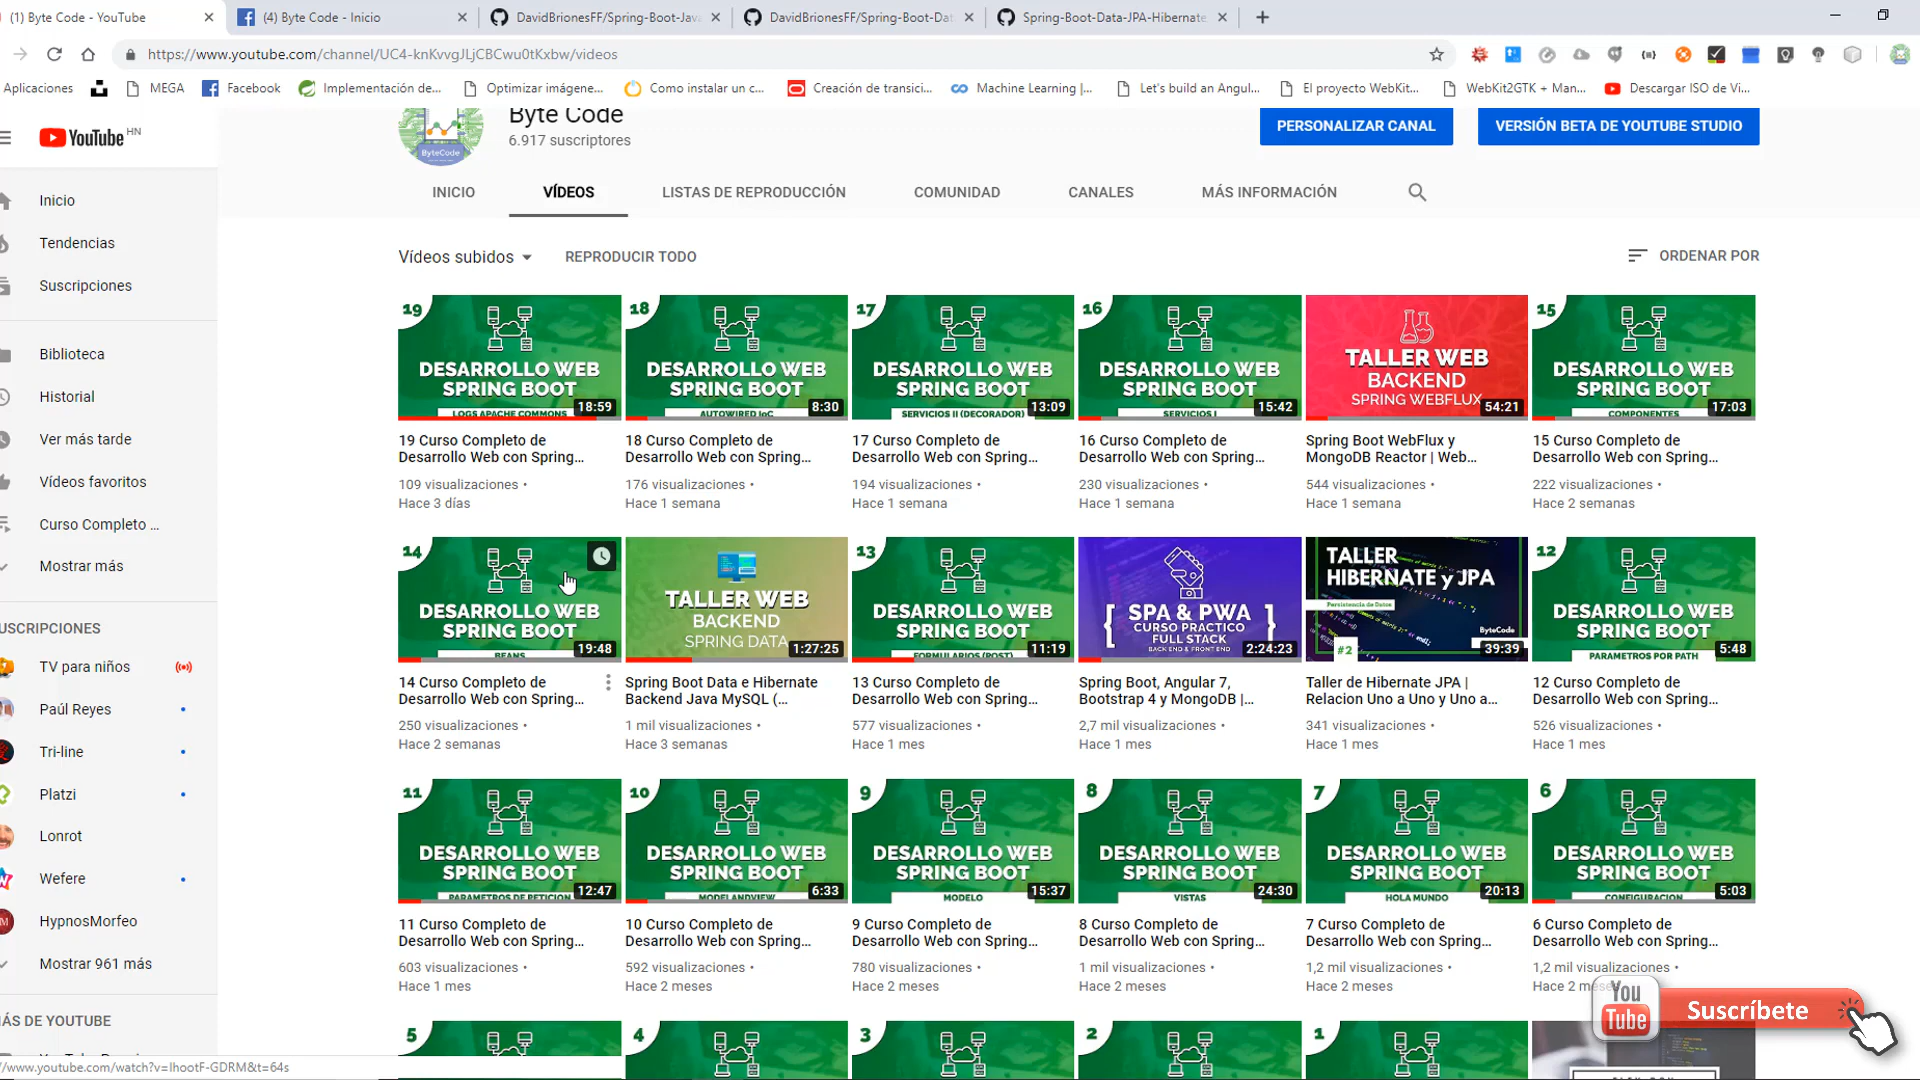 (1) Byte Code - YouTube
(4) Byte Code - Inicio
DavidBrionesFF/Spring-Boot-Jav
DavidBrionesFF/Spring-Boot-Dat
Spring-Boot-Data-JPA-Hibernate
https://www.youtube.com/channel/UC4-knKvvgJLjCBCwu0tKxbw/videos
Aplicaciones
MEGA
Facebook
Implementación de...
Optimizar imágene...
Como instalar un c...
Creación de transici...
Machine Learning |...
Let's build an Angul...
El proyecto WebKit...
WebKit2GTK + Man...
Descargar ISO de Vi...
YouTube HN
Byte Code
6.917 suscriptores
ByteCode
PERSONALIZAR CANAL
VERSIÓN BETA DE YOUTUBE STUDIO
INICIO
VÍDEOS
LISTAS DE REPRODUCCIÓN
COMUNIDAD
CANALES
MÁS INFORMACIÓN
Inicio
Tendencias
Suscripciones
Biblioteca
Historial
Ver más tarde
Vídeos favoritos
Curso Completo ...
Mostrar más
USCRIPCIONES
TV para niños
Paúl Reyes
Tri-line
Platzi
Lonrot
Wefere
HypnosMorfeo
Mostrar 961 más
ÁS DE YOUTUBE
Vídeos subidos
REPRODUCIR TODO
ORDENAR POR
19
DESARROLLO WEB
SPRING BOOT
LOGS APACHE COMMONS
18:59
19 Curso Completo de
Desarrollo Web con Spring...
109 visualizaciones •
Hace 3 días
18
DESARROLLO WEB
SPRING BOOT
AUTOWIRED IoC
8:30
18 Curso Completo de
Desarrollo Web con Spring...
176 visualizaciones •
Hace 1 semana
17
DESARROLLO WEB
SPRING BOOT
SERVICIOS II (DECORADOR)
13:09
17 Curso Completo de
Desarrollo Web con Spring...
194 visualizaciones •
Hace 1 semana
16
DESARROLLO WEB
SPRING BOOT
SERVICIOS I
15:42
16 Curso Completo de
Desarrollo Web con Spring...
230 visualizaciones •
Hace 1 semana
TALLER WEB
BACKEND
SPRING WEBFLUX
54:21
Spring Boot WebFlux y
MongoDB Reactor | Web...
544 visualizaciones •
Hace 1 semana
15
DESARROLLO WEB
SPRING BOOT
COMPONENTES
17:03
15 Curso Completo de
Desarrollo Web con Spring...
222 visualizaciones •
Hace 2 semanas
14
DESARROLLO WEB
SPRING BOOT
BEANS
19:48
14 Curso Completo de
Desarrollo Web con Spring...
250 visualizaciones •
Hace 2 semanas
TALLER WEB
BACKEND
SPRING DATA
1:27:25
Spring Boot Data e Hibernate
Backend Java MySQL (...
1 mil visualizaciones •
Hace 3 semanas
13
DESARROLLO WEB
SPRING BOOT
FORMULARIOS (POST)
11:19
13 Curso Completo de
Desarrollo Web con Spring...
577 visualizaciones •
Hace 1 mes
{ SPA & PWA }
CURSO PRACTICO
FULL STACK
BACK END & FRONT END
2:24:23
Spring Boot, Angular 7,
Bootstrap 4 y MongoDB |...
2,7 mil visualizaciones •
Hace 1 mes
TALLER
HIBERNATE y JPA
Persistencia de Datos
ByteCode
#2
39:39
Taller de Hibernate JPA |
Relacion Uno a Uno y Uno a...
341 visualizaciones •
Hace 1 mes
12
DESARROLLO WEB
SPRING BOOT
PARAMETROS POR PATH
5:48
12 Curso Completo de
Desarrollo Web con Spring...
526 visualizaciones •
Hace 1 mes
11
DESARROLLO WEB
SPRING BOOT
PARAMETROS DE PETICION
12:47
11 Curso Completo de
Desarrollo Web con Spring...
603 visualizaciones •
Hace 1 mes
10
DESARROLLO WEB
SPRING BOOT
MODELANDVIEW
6:33
10 Curso Completo de
Desarrollo Web con Spring...
592 visualizaciones •
Hace 2 meses
9
DESARROLLO WEB
SPRING BOOT
MODELO
15:37
9 Curso Completo de
Desarrollo Web con Spring...
780 visualizaciones •
Hace 2 meses
8
DESARROLLO WEB
SPRING BOOT
VISTAS
24:30
8 Curso Completo de
Desarrollo Web con Spring...
1 mil visualizaciones •
Hace 2 meses
7
DESARROLLO WEB
SPRING BOOT
HOLA MUNDO
20:13
7 Curso Completo de
Desarrollo Web con Spring...
1,2 mil visualizaciones •
Hace 2 meses
6
DESARROLLO WEB
SPRING BOOT
CONFIGURACION
5:03
6 Curso Completo de
Desarrollo Web con Spring...
1,2 mil visualizaciones •
Hace 2 meses
5
4
3
2
1
You
Tube
Suscríbete
/www.youtube.com/watch?v=IhootF-GDRM&t=64s